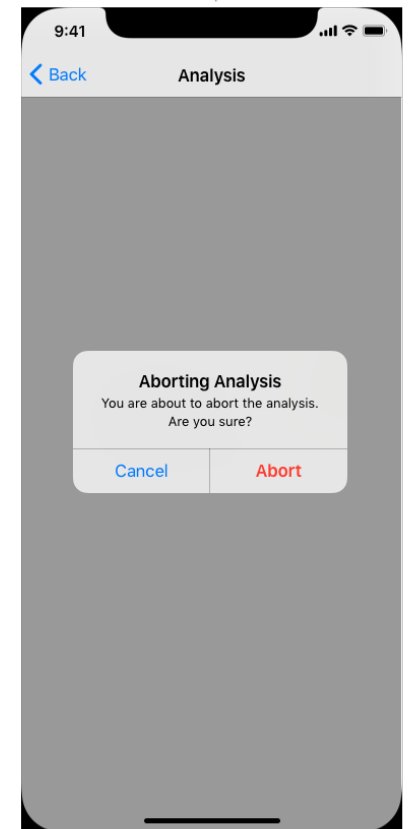 9:41
Back
Analysis
Aborting Analysis
You are about to abort the analysis.
Are you sure?
Cancel
Abort